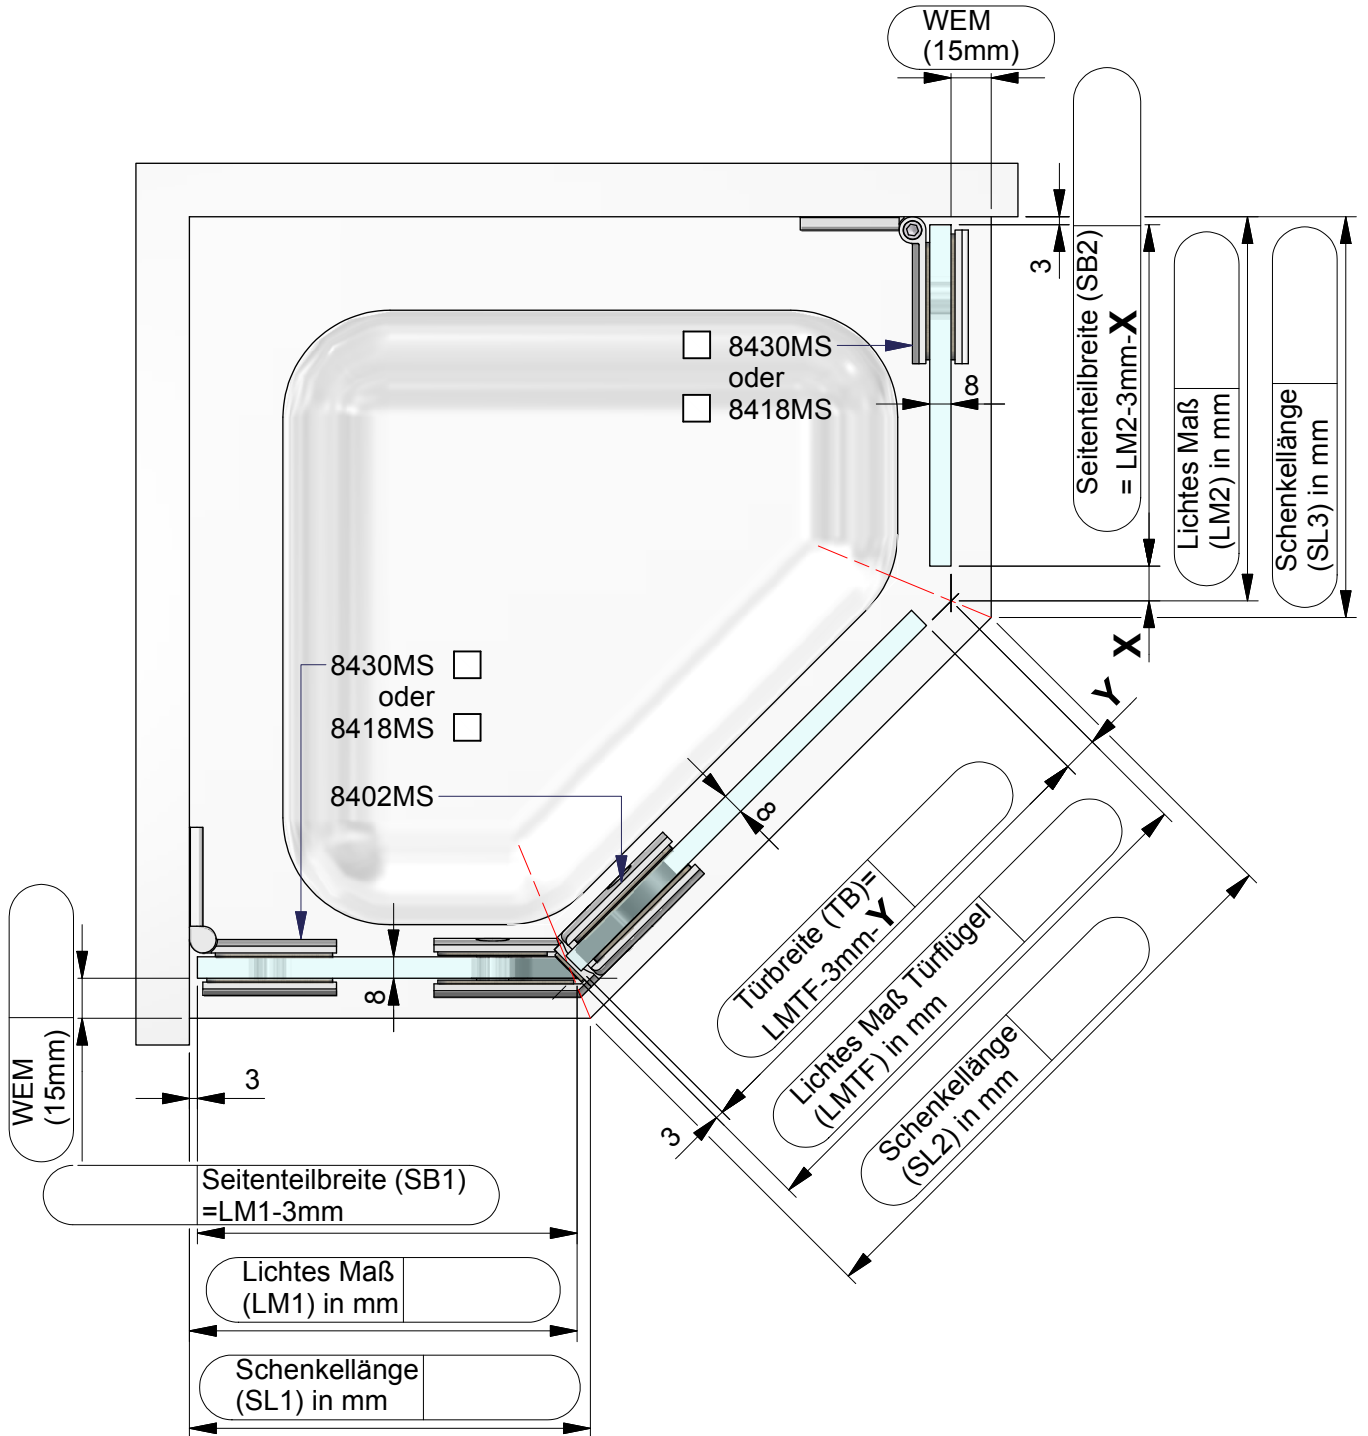 WEM
(15mm)
3
Seitenteilbreite (SB2)
= LM2-3mm-X
Lichtes Maß
(LM2) in mm
Schenkellänge
(SL3) in mm
8430MS
oder
8418MS
8
X
Y
8430MS
oder
8418MS
8402MS
8
Türbreite (TB)=
LMTF-3mm-Y
Lichtes Maß Türflügel
(LMTF) in mm
Schenkellänge
(SL2) in mm
3
8
WEM
(15mm)
3
Seitenteilbreite (SB1)
=LM1-3mm
Lichtes Maß
(LM1) in mm
Schenkellänge
(SL1) in mm